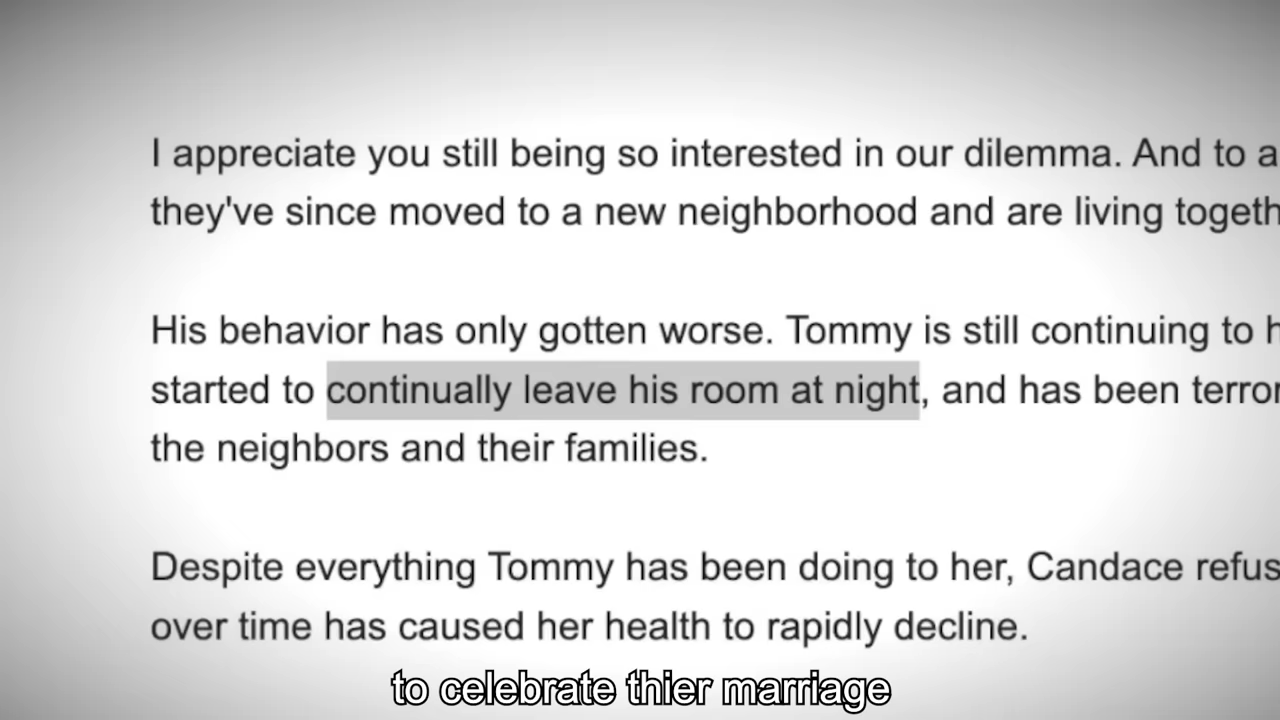 I appreciate you still being so interested in our dilemma. And to a
they've since moved to a new neighborhood and are living togeth
His behavior has only gotten worse. Tommy is still continuing to h
started to continually leave his room at night, and has been terror
the neighbors and their families.
Despite everything Tommy has been doing to her, Candace refus
over time has caused her health to rapidly decline.
to celebrate thier marriage